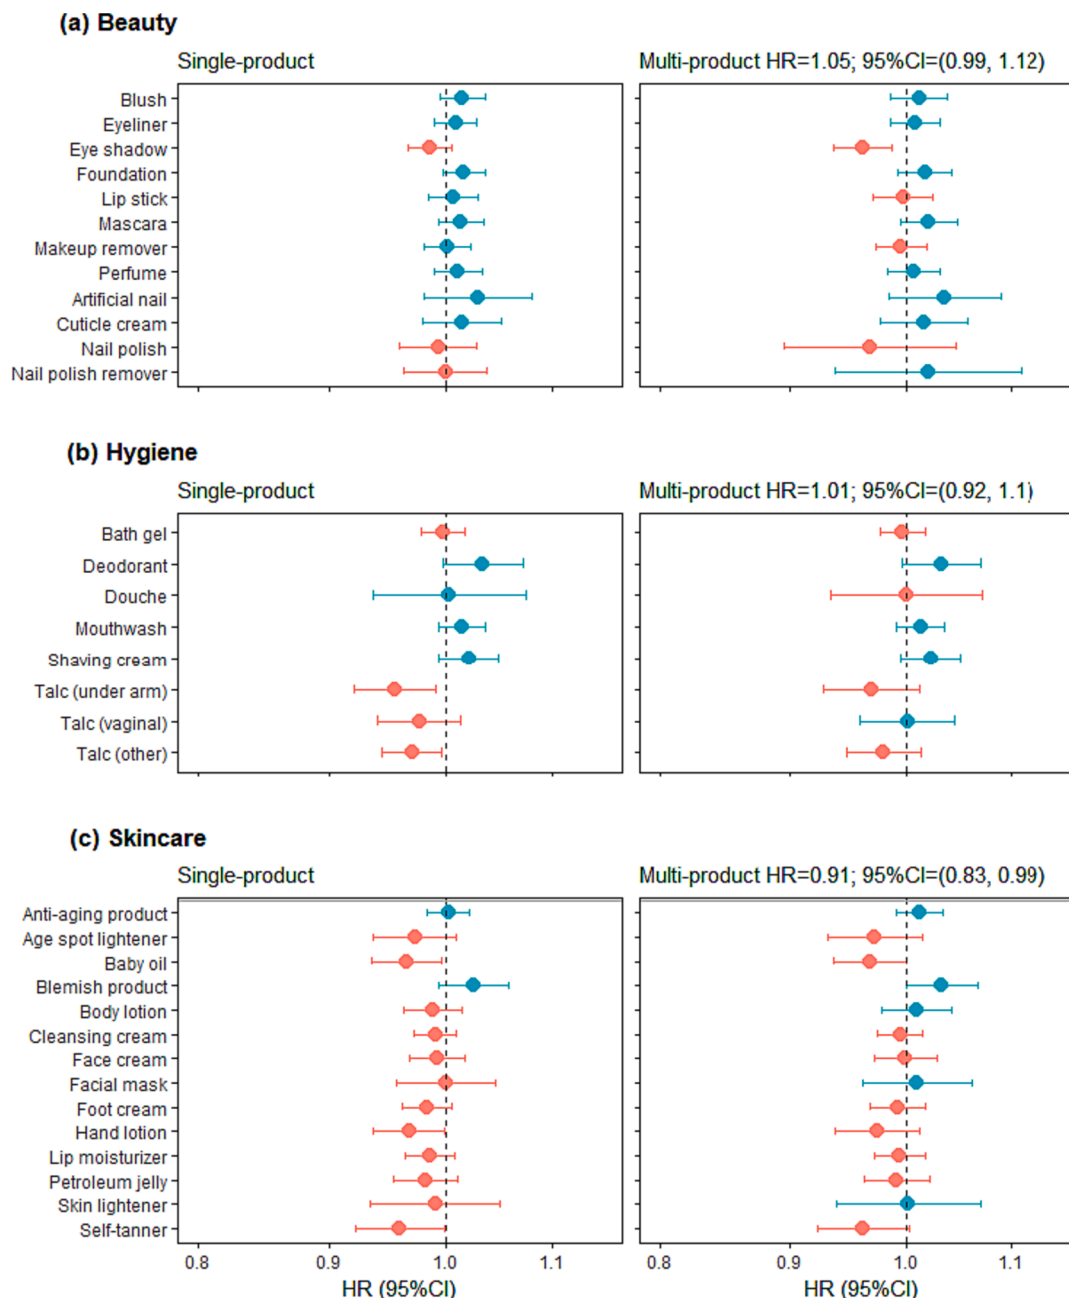 (a) Beauty
Single-product
Multi-product HR=1.05; 95%CI=(0.99, 1.12)
Blush
Eyeliner
Eye shadow
Foundation
Lip stick
Mascara
Makeup remover
Perfume
Artificial nail
Cuticle cream
Nail polish
Nail polish remover
(b) Hygiene
Single-product
Multi-product HR=1.01; 95%CI=(0.92, 1.1)
Bath gel
Deodorant
Douche
Mouthwash
Shaving cream
Talc (under arm)
Talc (vaginal)
Talc (other)
(c) Skincare
Single-product
Multi-product HR=0.91; 95%CI=(0.83, 0.99)
Anti-aging product
Age spot lightener
Baby oil
Blemish product
Body lotion
Cleansing cream
Face cream
Facial mask
Foot cream
Hand lotion
Lip moisturizer
Petroleum jelly
Skin lightener
Self-tanner
0.8 0.9 1.0 1.1
0.8 0.9 1.0 1.1
HR (95%CI)
HR (95%CI)